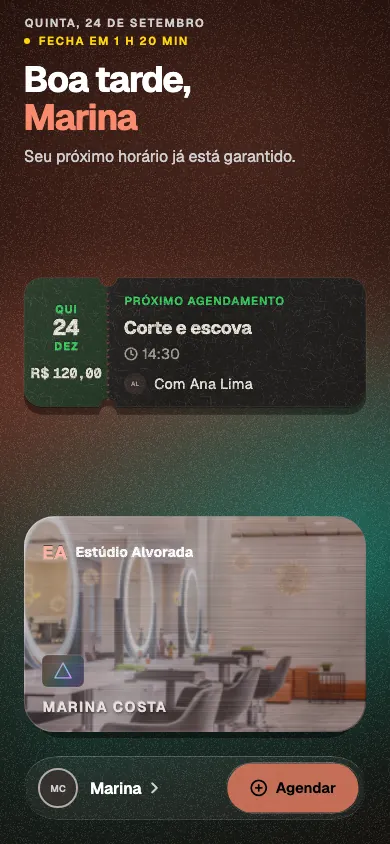 QUINTA, 24 DE SETEMBRO
FECHA EM 1 H 20 MIN
Boa tarde,
Marina
Seu próximo horário já está garantido.
QUI
24
DEZ
R$ 120,00
PRÓXIMO AGENDAMENTO
Corte e escova
14:30
AL Com Ana Lima
EA Estúdio Alvorada
MARINA COSTA
MC Marina
Agendar